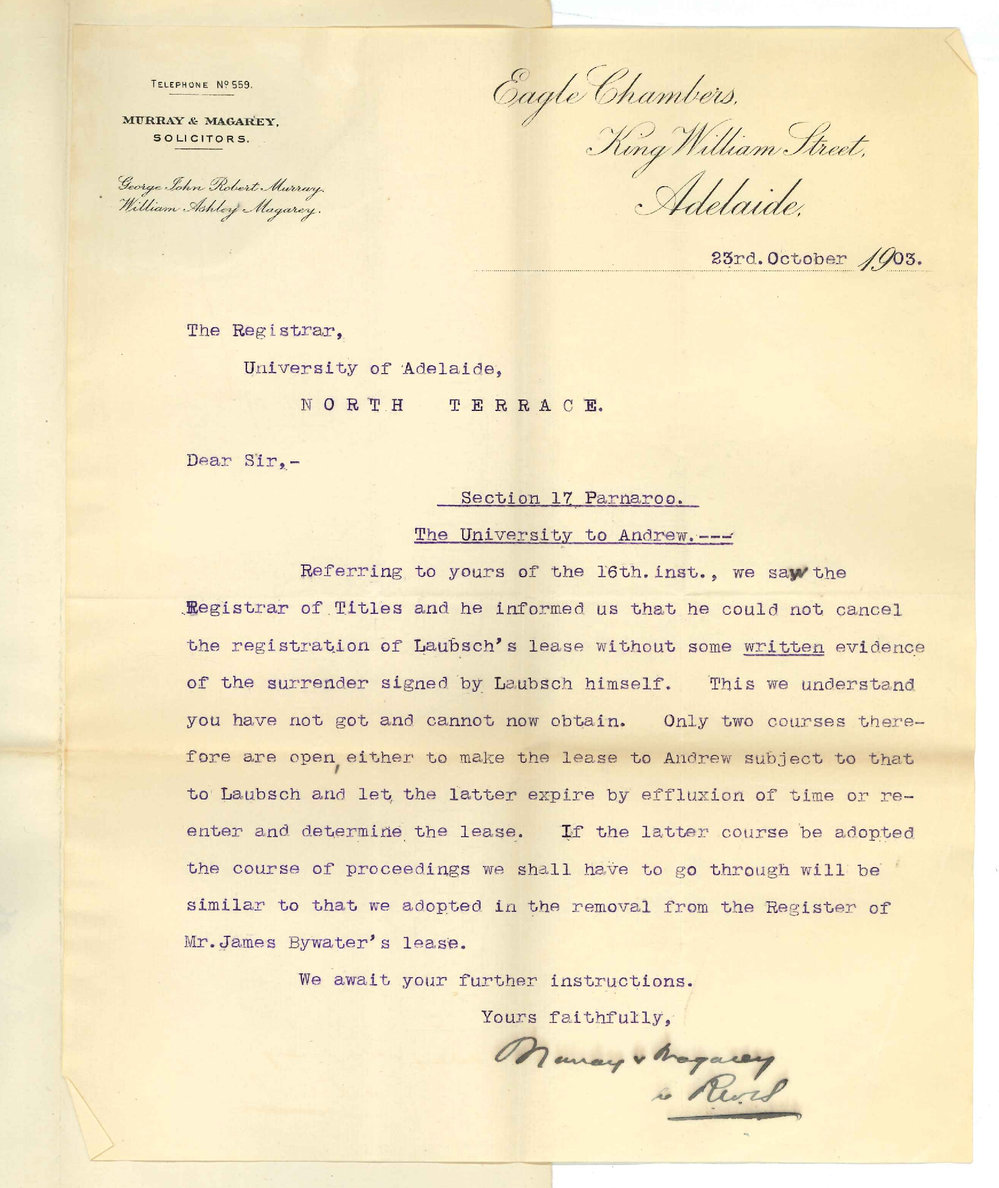 TELEPHONE Nº 559.
MURRAY & MAGAREY,
SOLICITORS.
George John Robert Murray.
William Ashley Magarey.
Eagle Chambers,
King William Street,
Adelaide,
23rd. October 1903.
The Registrar,
University of Adelaide,
NORTH TERRACE.
Dear Sir,-
Section 17 Parnaroo.
The University to Andrew.---
Referring to yours of the 16th. inst., we saw the
Registrar of Titles and he informed us that he could not cancel
the registration of Laubsch's lease without some written evidence
of the surrender signed by Laubsch himself. This we understand
you have not got and cannot now obtain. Only two courses there-
fore are open, either to make the lease to Andrew subject to that
to Laubsch and let the latter expire by effluxion of time or re-
enter and determine the lease. If the latter course be adopted
the course of proceedings we shall have to go through will be
similar to that we adopted in the removal from the Register of
Mr. James Bywater's lease.
We await your further instructions.
Yours faithfully,
Murray & Magarey